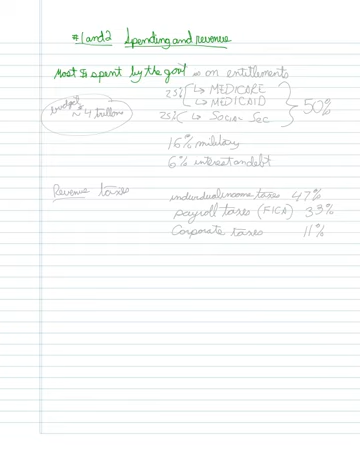 #1 and 2 Spending and revenue
Most $ spent by the gov't is on entitlements
25% { ↳ MEDICARE
↳ MEDICAID
25% { ↳ SOCIAL SEC
} 50%
budget
~ 4 trillion
16% military
6% interest on debt
Revenue taxes
individual income taxes 47%
payroll taxes (FICA) 33%
Corporate taxes 11%